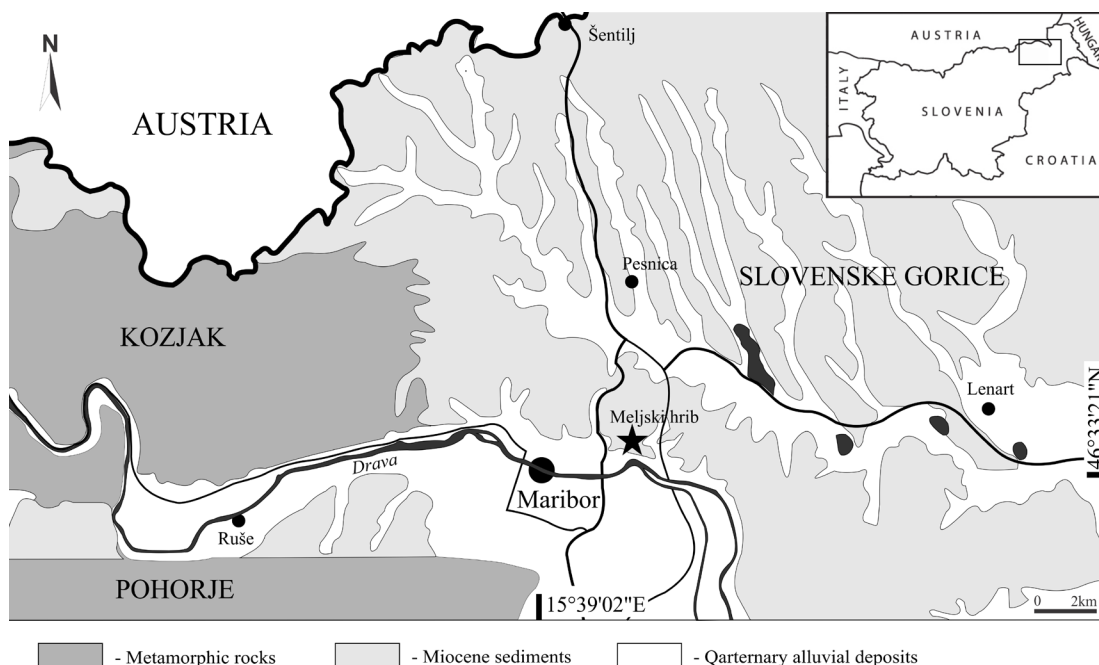 N
Šentilj
AUSTRIA
AUSTRIA
HUNGARY
ITALY
SLOVENIA
CROATIA
Pesnica
SLOVENSKE GORICE
KOZJAK
Lenart
Meljski hrib
46°33'21"N
Drava
Maribor
Ruše
POHORJE
15°39'02"E
0 2km
- Metamorphic rocks
- Miocene sediments
- Qarternary alluvial deposits